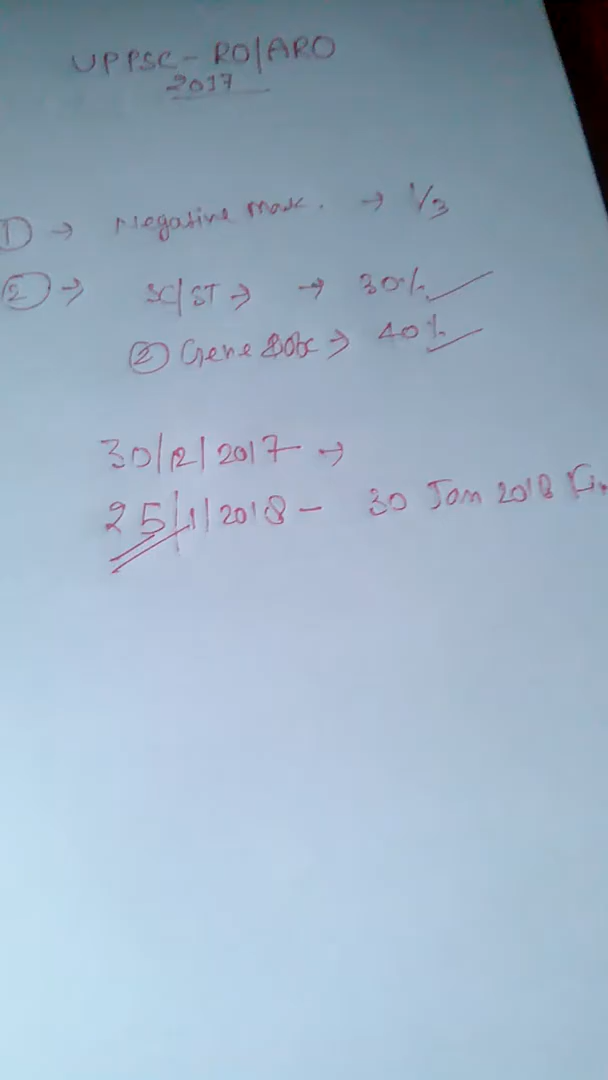 UPPSC - RO/ARO
2017
① → Negative Mark. → 1/3
② → SC/ST → → 30%
② Gene & OBC → 40%
30/12/2017 →
25/1/2018 - 30 Jan 2018